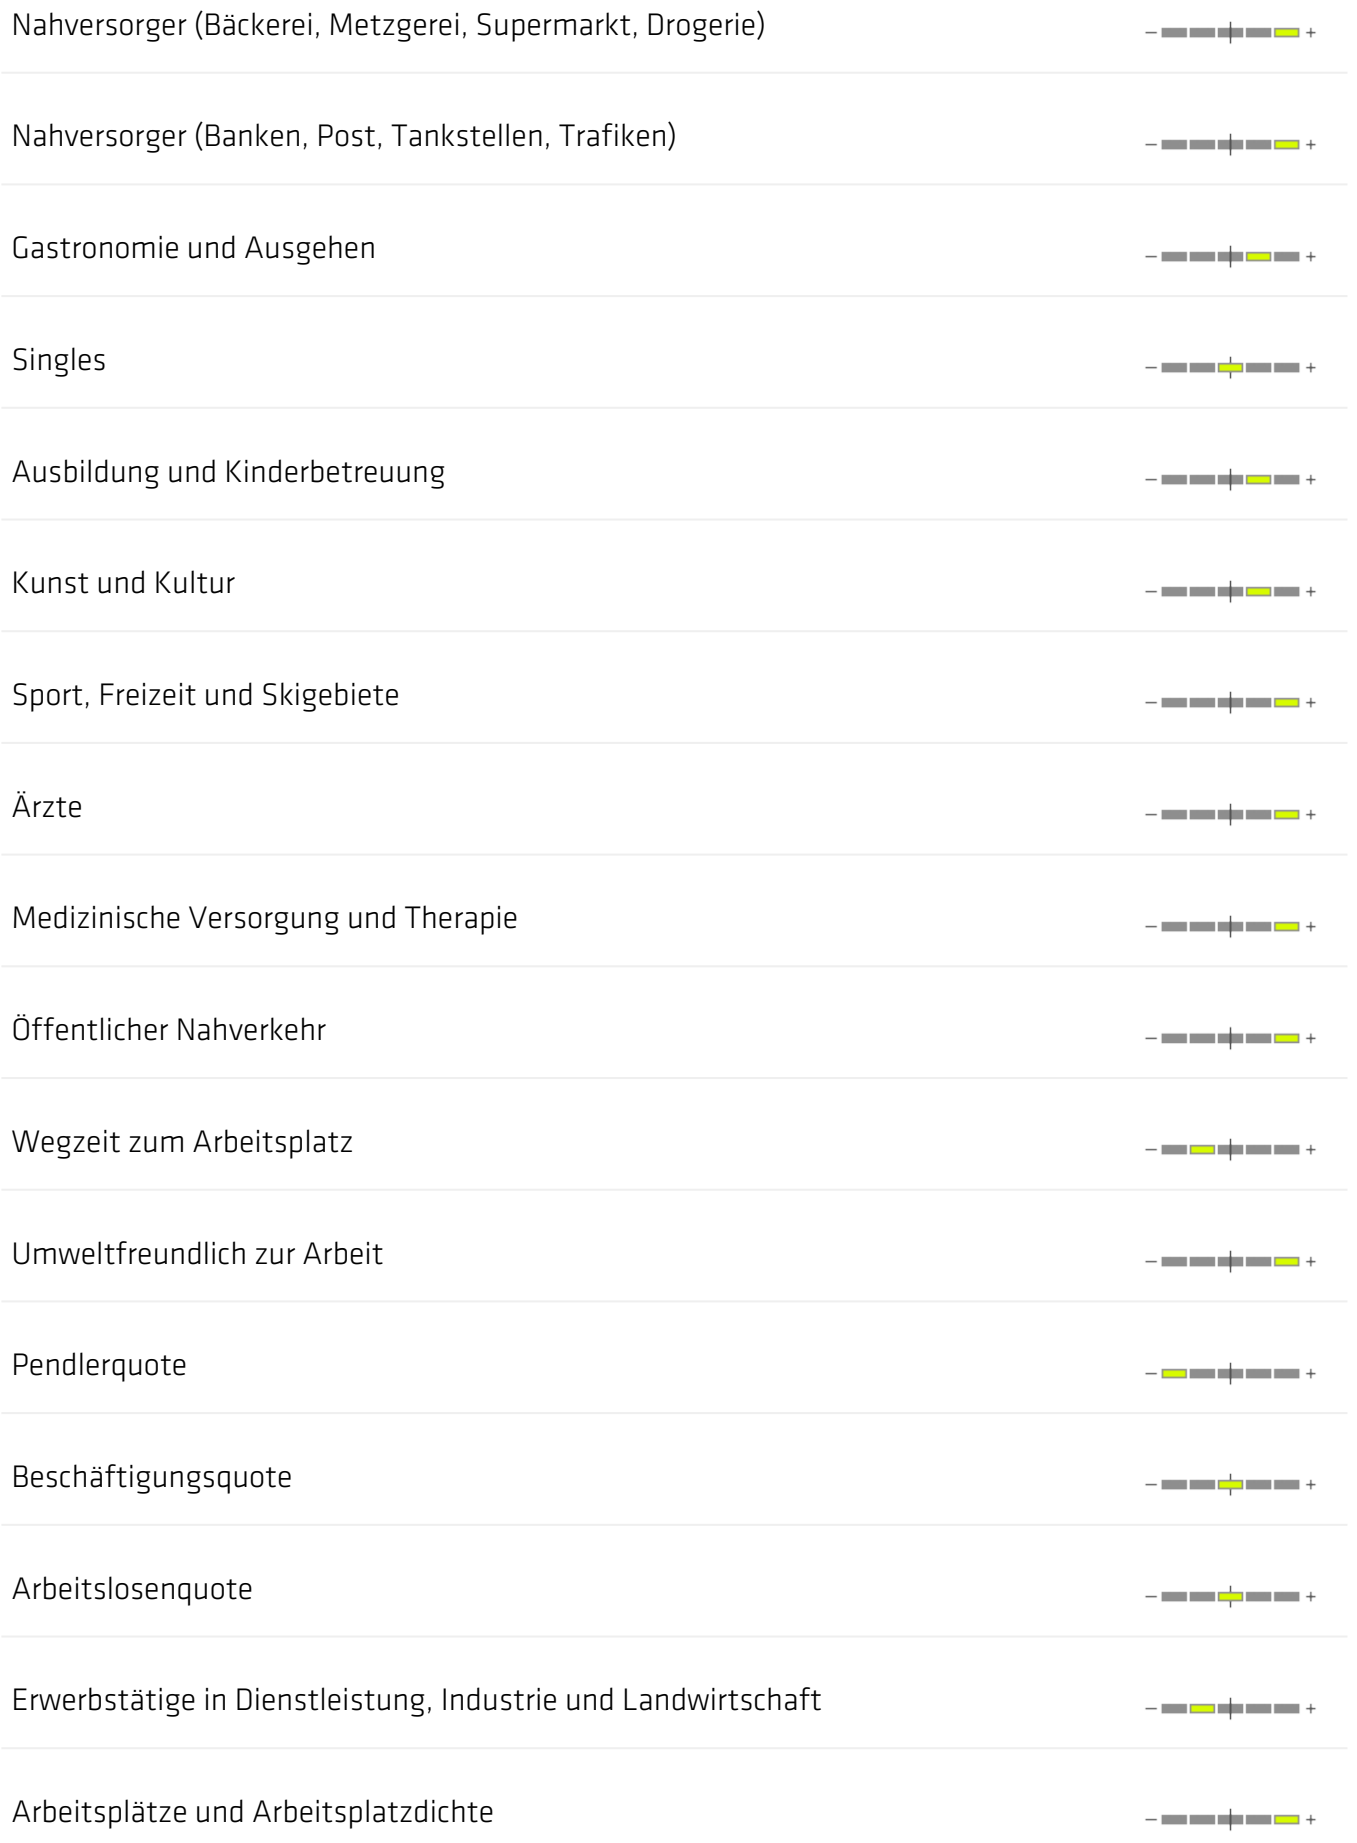 Nahversorger (Bäckerei, Metzgerei, Supermarkt, Drogerie) – +
Nahversorger (Banken, Post, Tankstellen, Trafiken) – +
Gastronomie und Ausgehen – +
Singles – +
Ausbildung und Kinderbetreuung – +
Kunst und Kultur – +
Sport, Freizeit und Skigebiete – +
Ärzte – +
Medizinische Versorgung und Therapie – +
Öffentlicher Nahverkehr – +
Wegzeit zum Arbeitsplatz – +
Umweltfreundlich zur Arbeit – +
Pendlerquote – +
Beschäftigungsquote – +
Arbeitslosenquote – +
Erwerbstätige in Dienstleistung, Industrie und Landwirtschaft – +
Arbeitsplätze und Arbeitsplatzdichte – +